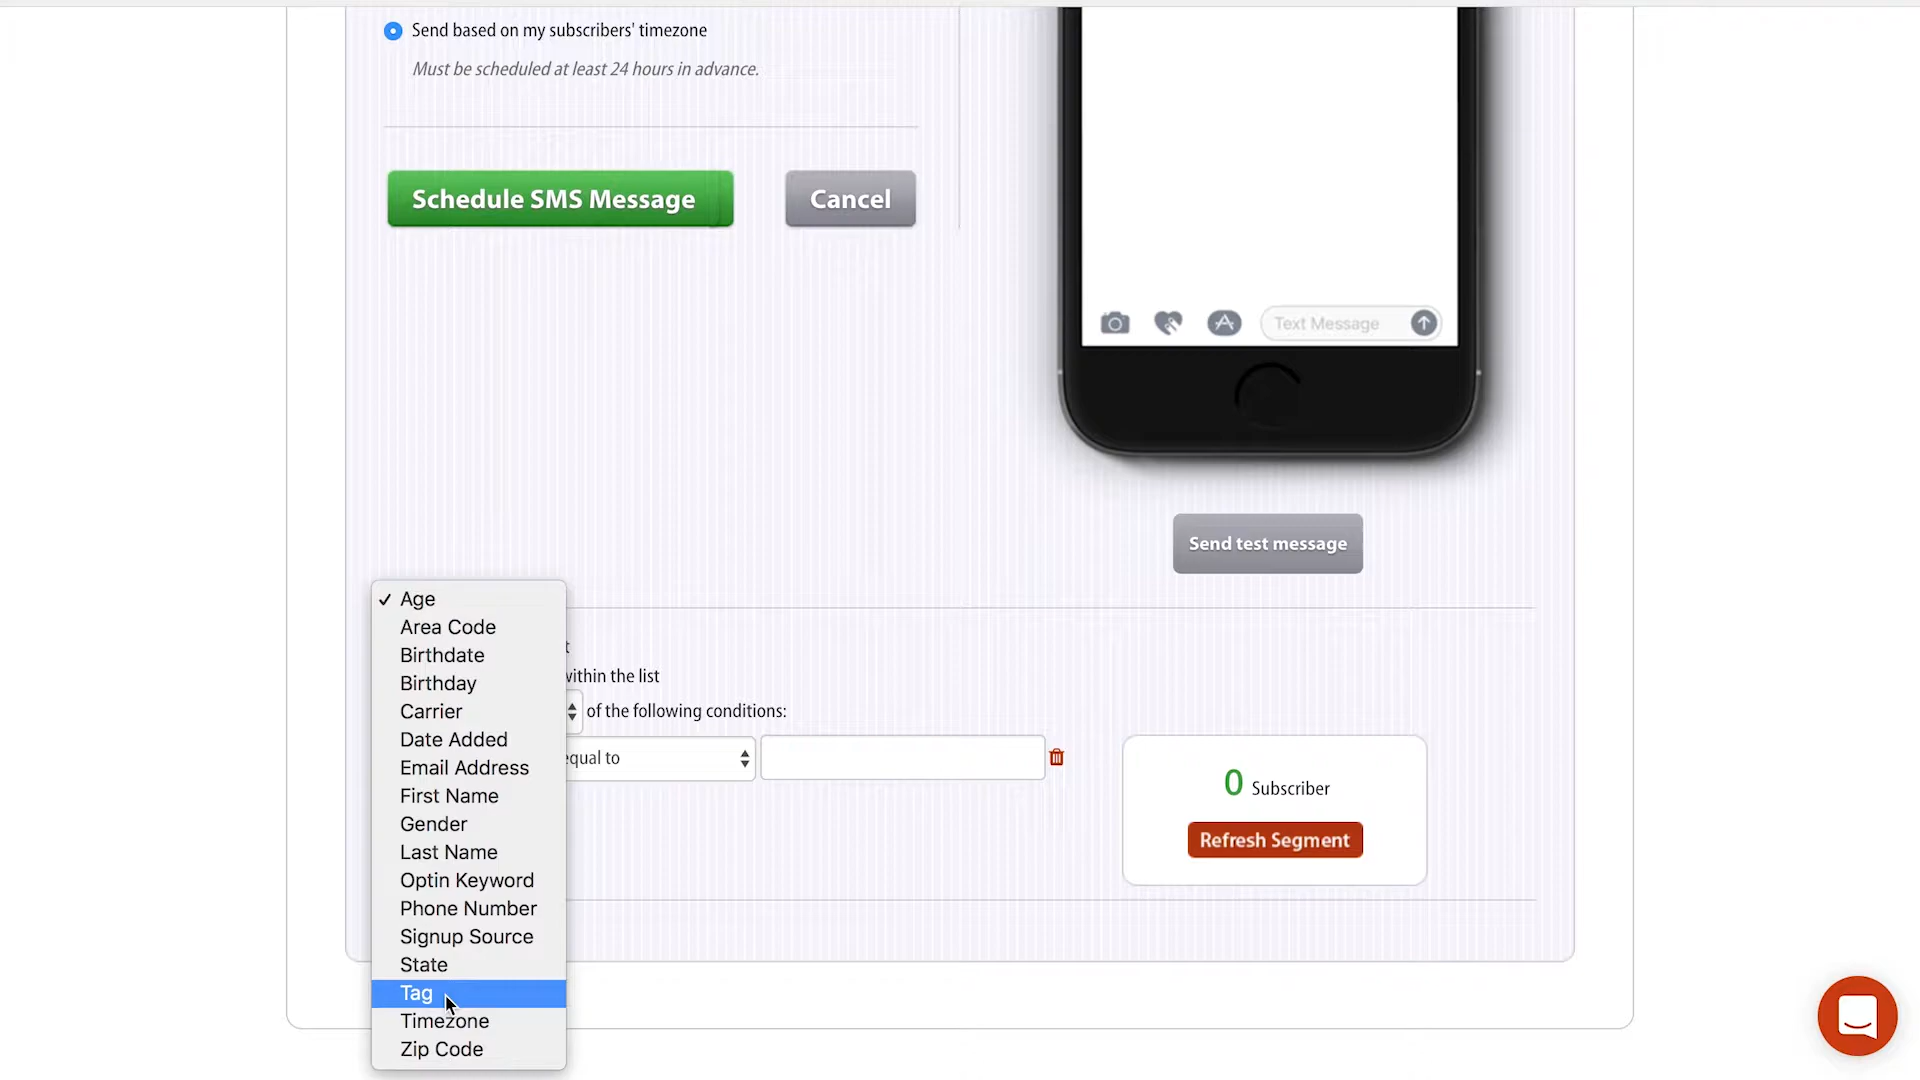 Send based on my subscribers' timezone
Must be scheduled at least 24 hours in advance.
Schedule SMS Message
Cancel
Text Message
Send test message
✓ Age
Area Code
Birthdate
Birthday
Carrier
Date Added
Email Address
First Name
Gender
Last Name
Optin Keyword
Phone Number
Signup Source
State
Tag
Timezone
Zip Code
within the list
of the following conditions:
equal to
0 Subscriber
Refresh Segment